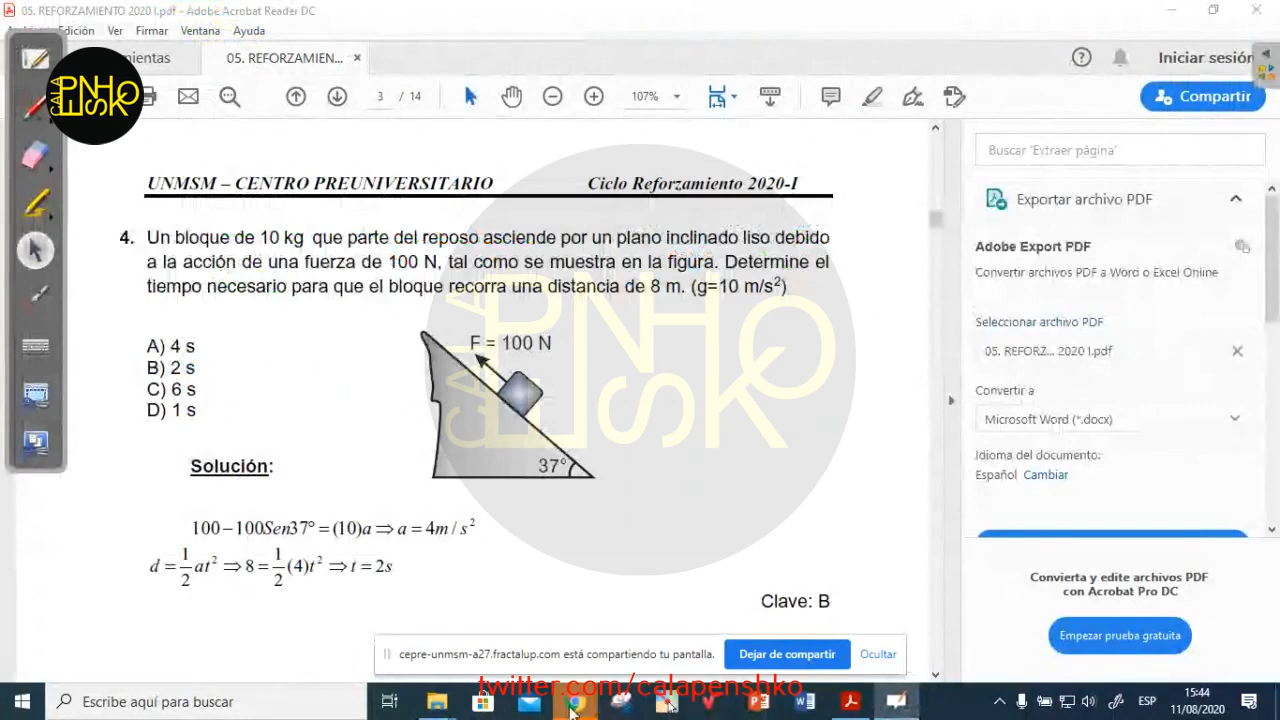 05. REFORZAMIENTO 2020 I.pdf - Adobe Acrobat Reader DC
Edición Ver Firmar Ventana Ayuda
05. REFORZAMIEN... ×
Iniciar sesión
3 / 14
107%
Compartir
CALA
PNHO
ESK
Buscar 'Extraer página'
UNMSM – CENTRO PREUNIVERSITARIO Ciclo Reforzamiento 2020-I
Exportar archivo PDF
4. Un bloque de 10 kg que parte del reposo asciende por un plano inclinado liso debido
a la acción de una fuerza de 100 N, tal como se muestra en la figura. Determine el
tiempo necesario para que el bloque recorra una distancia de 8 m. (g=10 m/s²)
Adobe Export PDF
Convertir archivos PDF a Word o Excel Online
Seleccionar archivo PDF
05. REFORZ... 2020 I.pdf
Convertir a
Microsoft Word (*.docx)
Idioma del documento:
Español Cambiar
A) 4 s
B) 2 s
C) 6 s
D) 1 s
F = 100 N
37°
CALA
PNHO
ESK
Solución:
100 − 100Sen37° = (10)a ⇒ a = 4m / s²
d = 1/2 at² ⇒ 8 = 1/2 (4)t² ⇒ t = 2s
Clave: B
Convierta y edite archivos PDF
con Acrobat Pro DC
Empezar prueba gratuita
cepre-unmsm-a27.fractalup.com está compartiendo tu pantalla. Dejar de compartir Ocultar
twitter.com/calapenshko
Escribe aquí para buscar
ESP
15:44
11/08/2020